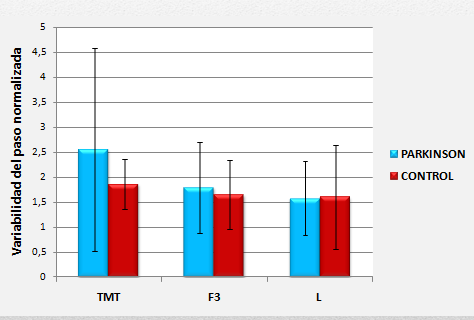 Variabilidad del paso normalizada
5
4,5
4
3,5
3
2,5
2
1,5
1
0,5
0
TMT F3 L
PARKINSON
CONTROL